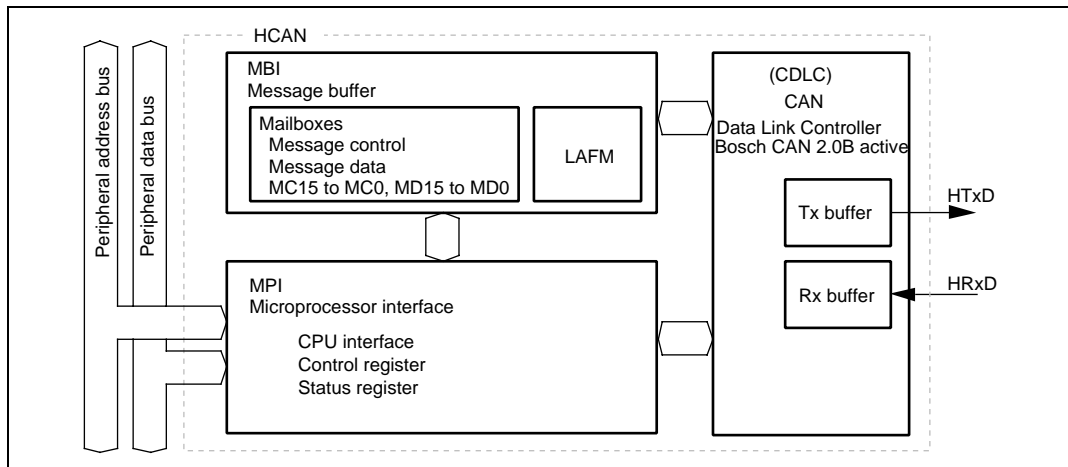 HCAN
Peripheral address bus
Peripheral data bus
MBI
Message buffer
Mailboxes
Message control
Message data
MC15 to MC0, MD15 to MD0
LAFM
MPI
Microprocessor interface
CPU interface
Control register
Status register
(CDLC)
CAN
Data Link Controller
Bosch CAN 2.0B active
Tx buffer
HTxD
Rx buffer
HRxD